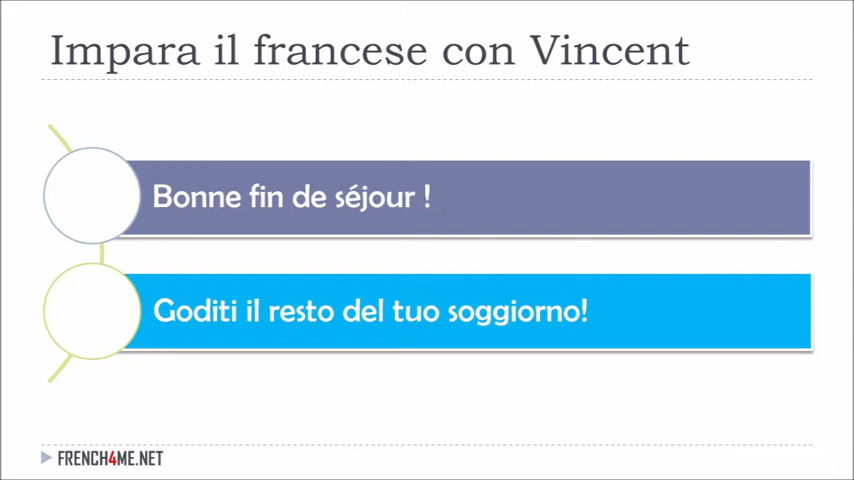 Impara il francese con Vincent
Bonne fin de séjour !
Goditi il resto del tuo soggiorno!
FRENCH4ME.NET